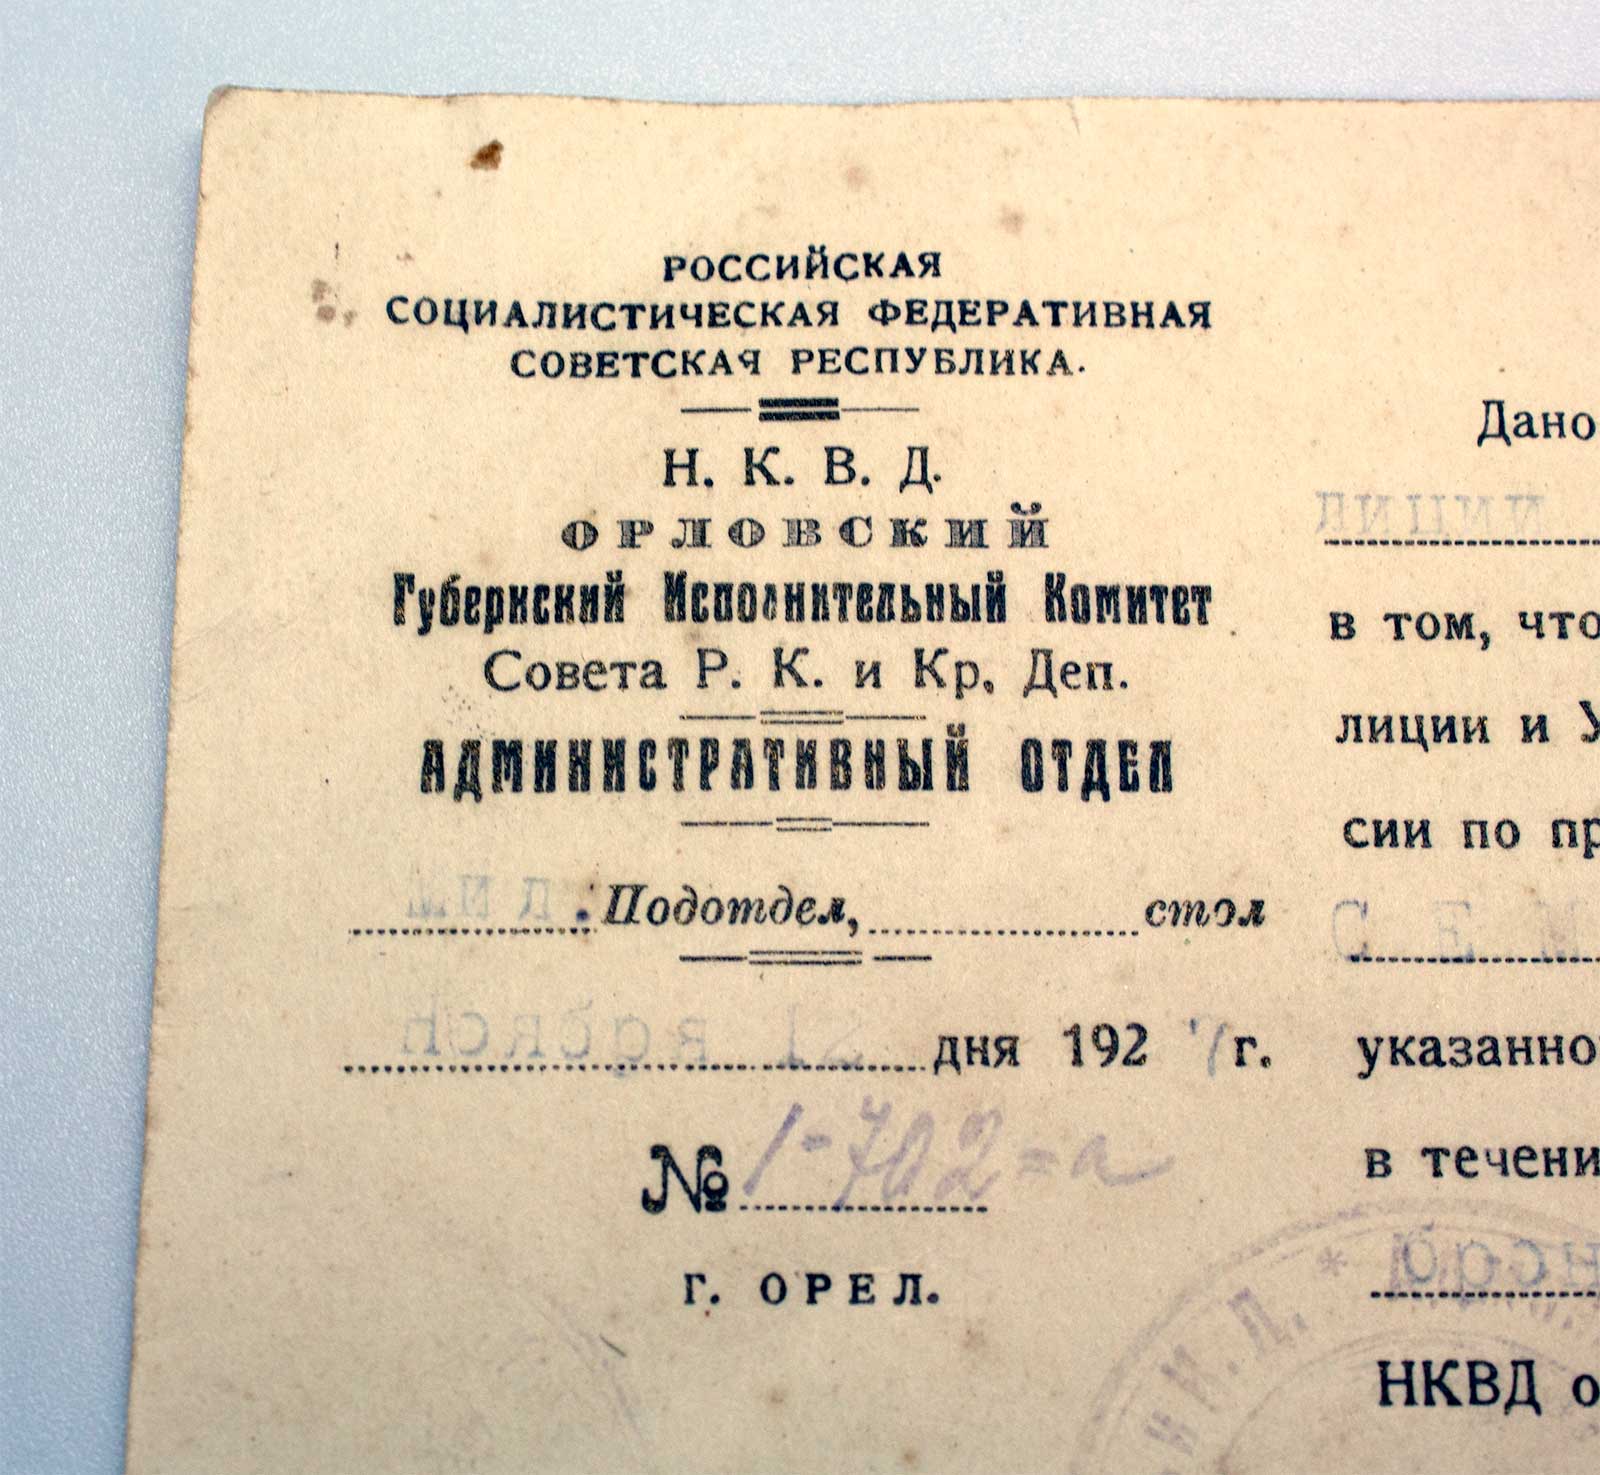 РОССИЙСКАЯ
СОЦИАЛИСТИЧЕСКАЯ ФЕДЕРАТИВНАЯ
СОВЕТСКАЯ РЕСПУБЛИКА.
Н. К. В. Д.
ОРЛОВСКИЙ
Губернский Исполнительный Комитет
Совета Р. К. и Кр. Деп.
АДМИНИСТРАТИВНЫЙ ОТДЕЛ
Подотдел, стол
дня 192 г.
№ 1-702-а
г. ОРЕЛ.
Дано
в том, что
лиции и У
сии по пр
указанно
в течени
НКВД о